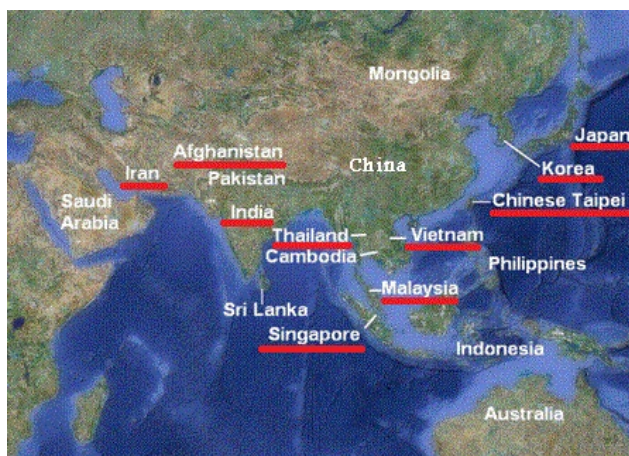 Mongolia
Japan
Afghanistan
China
Korea
Iran
Pakistan
Saudi
Arabia
Chinese Taipei
India
Thailand
Vietnam
Cambodia
Philippines
Malaysia
Sri Lanka
Singapore
Indonesia
Australia